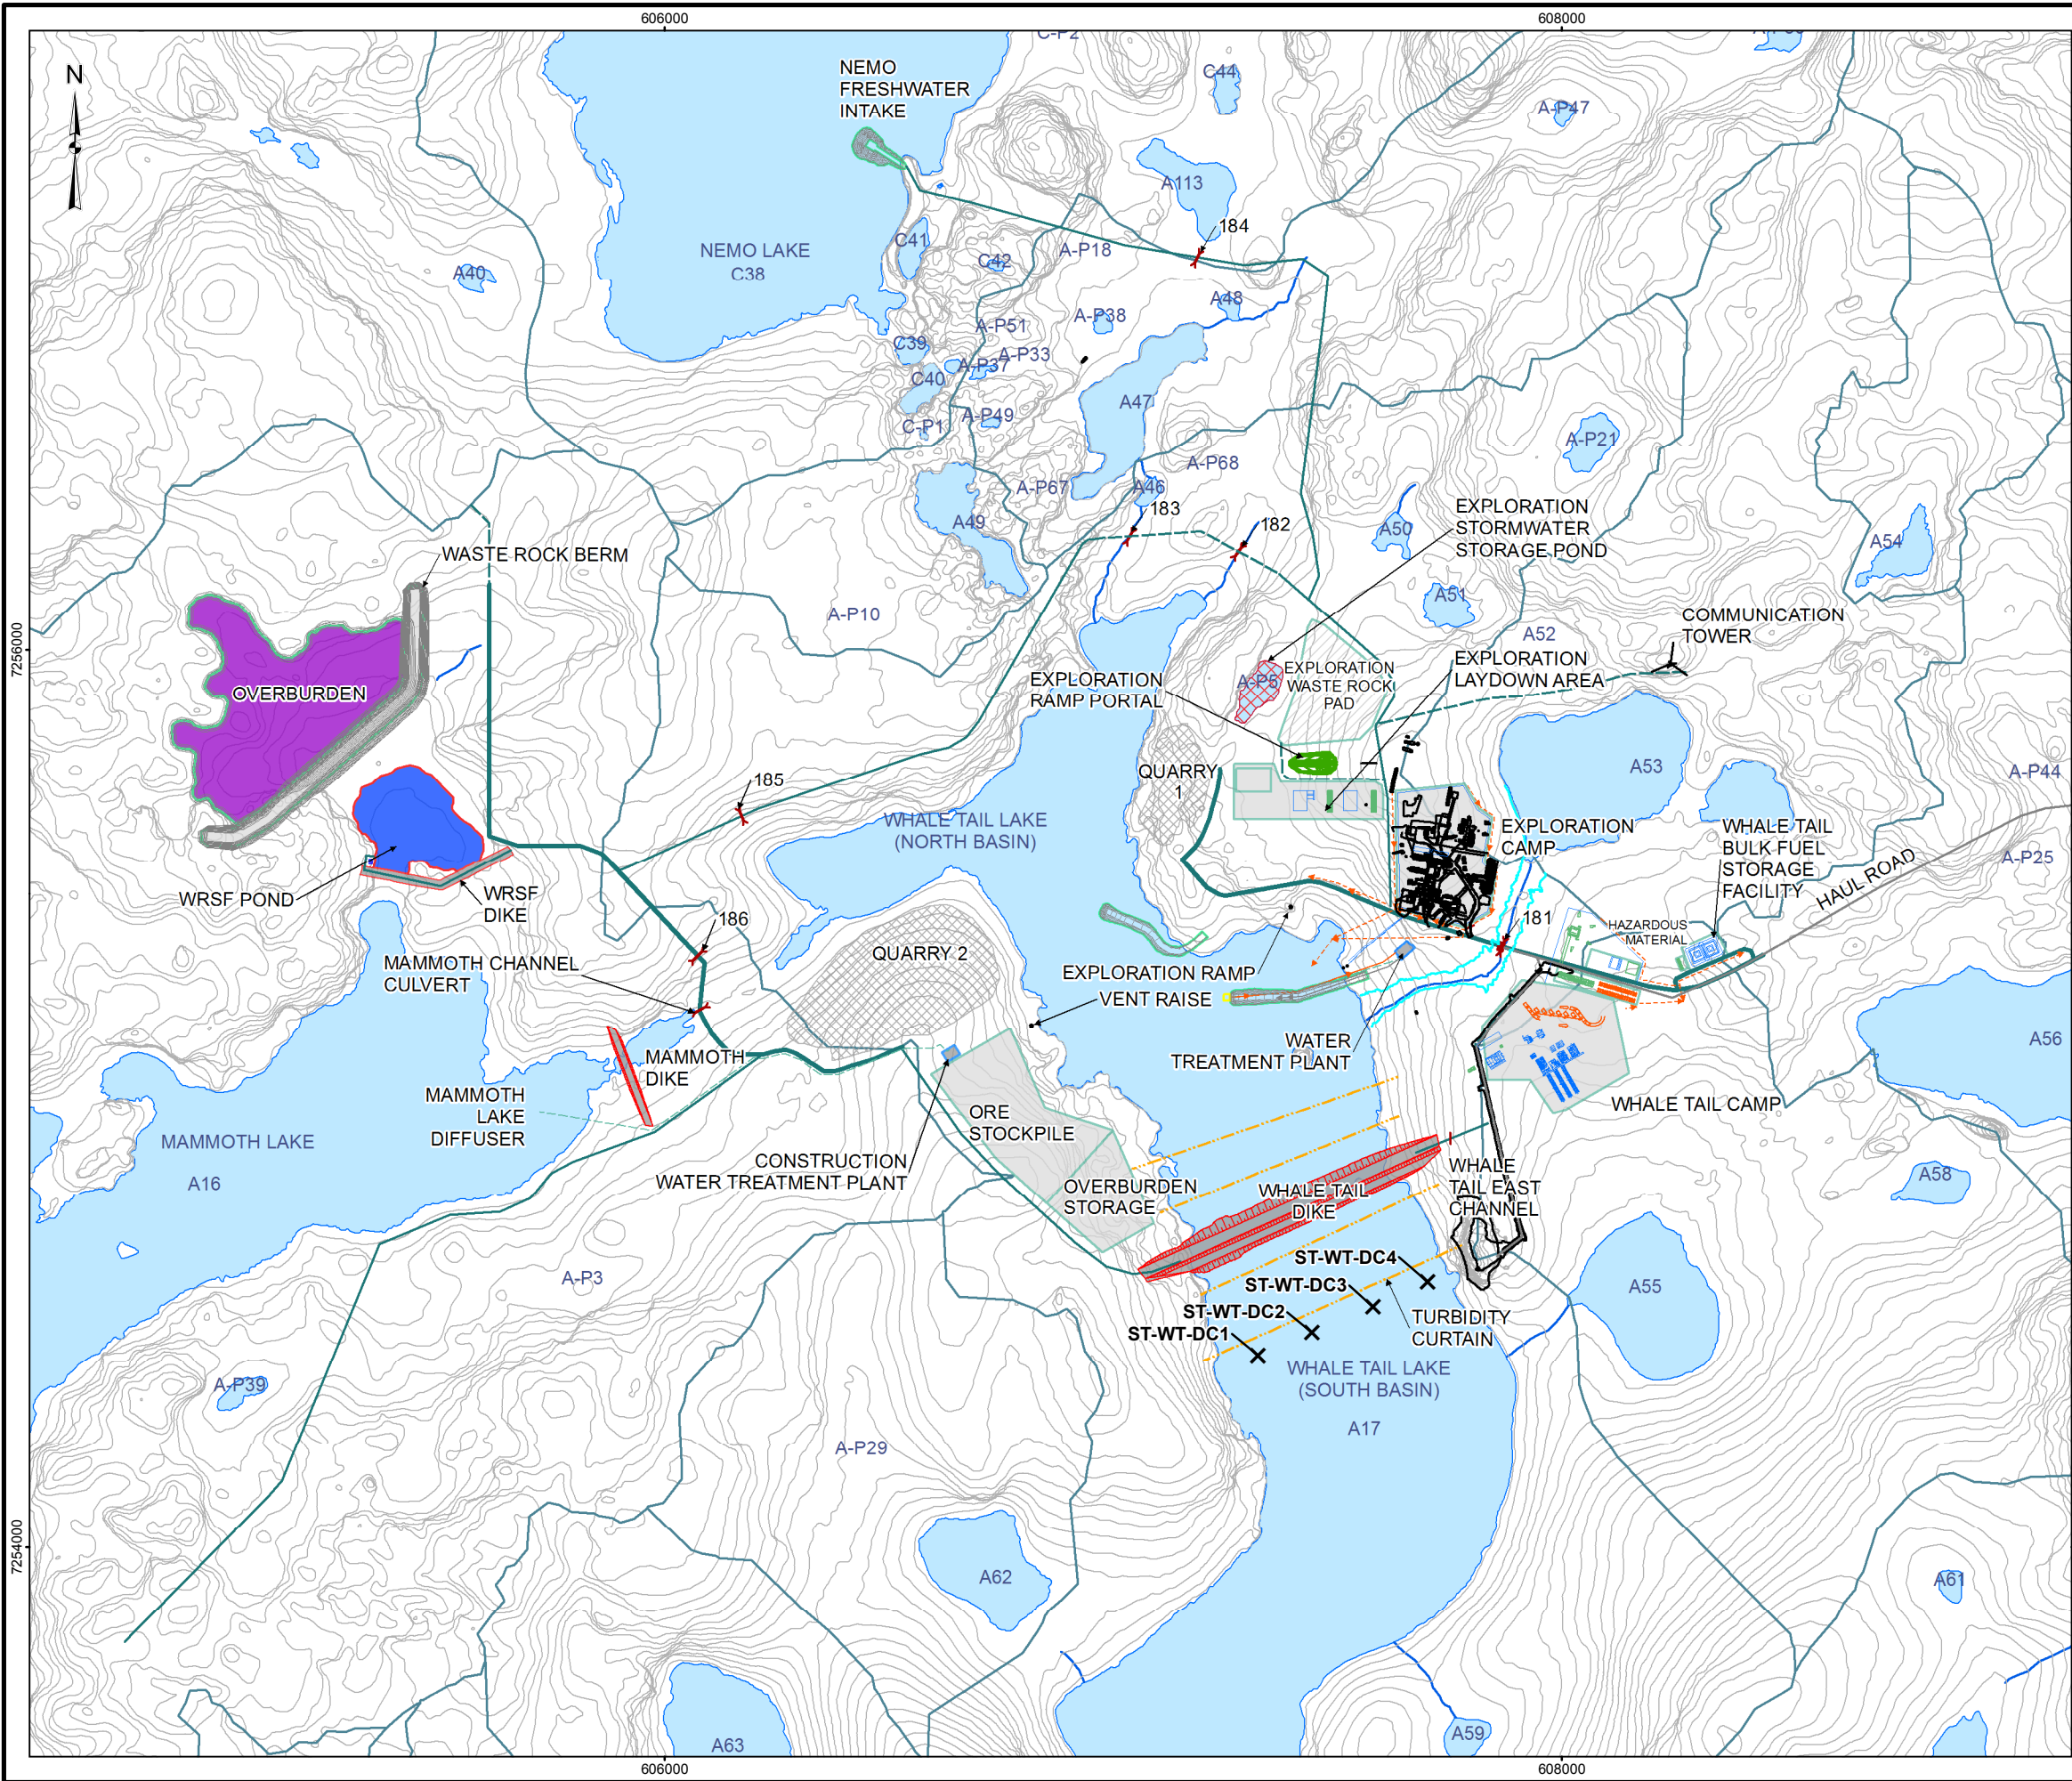 606000
608000
C-P2
N
NEMO
FRESHWATER
INTAKE
C44
A-P47
A113
184
NEMO LAKE
C38
C41
A-P18
C42
A40
A48
A-P38
A-P51
C39
A-P33
A-P37
C40
A47
A-P49
C-P1
A-P21
A-P68
A-P67
A46
183
A49
182
EXPLORATION
STORMWATER
STORAGE POND
A50
A54
WASTE ROCK BERM
A51
A-P10
COMMUNICATION
TOWER
A52
7256000
EXPLORATION
LAYDOWN AREA
EXPLORATION
WASTE ROCK
PAD
A-P5
EXPLORATION
RAMP PORTAL
OVERBURDEN
QUARRY
1
A53
A-P44
185
WHALE TAIL LAKE
(NORTH BASIN)
EXPLORATION
CAMP
WHALE TAIL
BULK FUEL
STORAGE
FACILITY
A-P25
HAUL ROAD
WRSF POND
WRSF
DIKE
186
181
HAZARDOUS
MATERIAL
QUARRY 2
MAMMOTH CHANNEL
CULVERT
EXPLORATION RAMP
VENT RAISE
WATER
TREATMENT PLANT
A56
MAMMOTH
DIKE
MAMMOTH
LAKE
DIFFUSER
WHALE TAIL CAMP
ORE
STOCKPILE
MAMMOTH LAKE
A16
CONSTRUCTION
WATER TREATMENT PLANT
OVERBURDEN
STORAGE
WHALE TAIL
DIKE
WHALE
TAIL EAST
CHANNEL
A58
ST-WT-DC4
ST-WT-DC3
ST-WT-DC2
ST-WT-DC1
A-P3
A55
TURBIDITY
CURTAIN
WHALE TAIL LAKE
(SOUTH BASIN)
A17
A-P39
A-P29
7254000
A62
A61
A63
A59
606000
608000